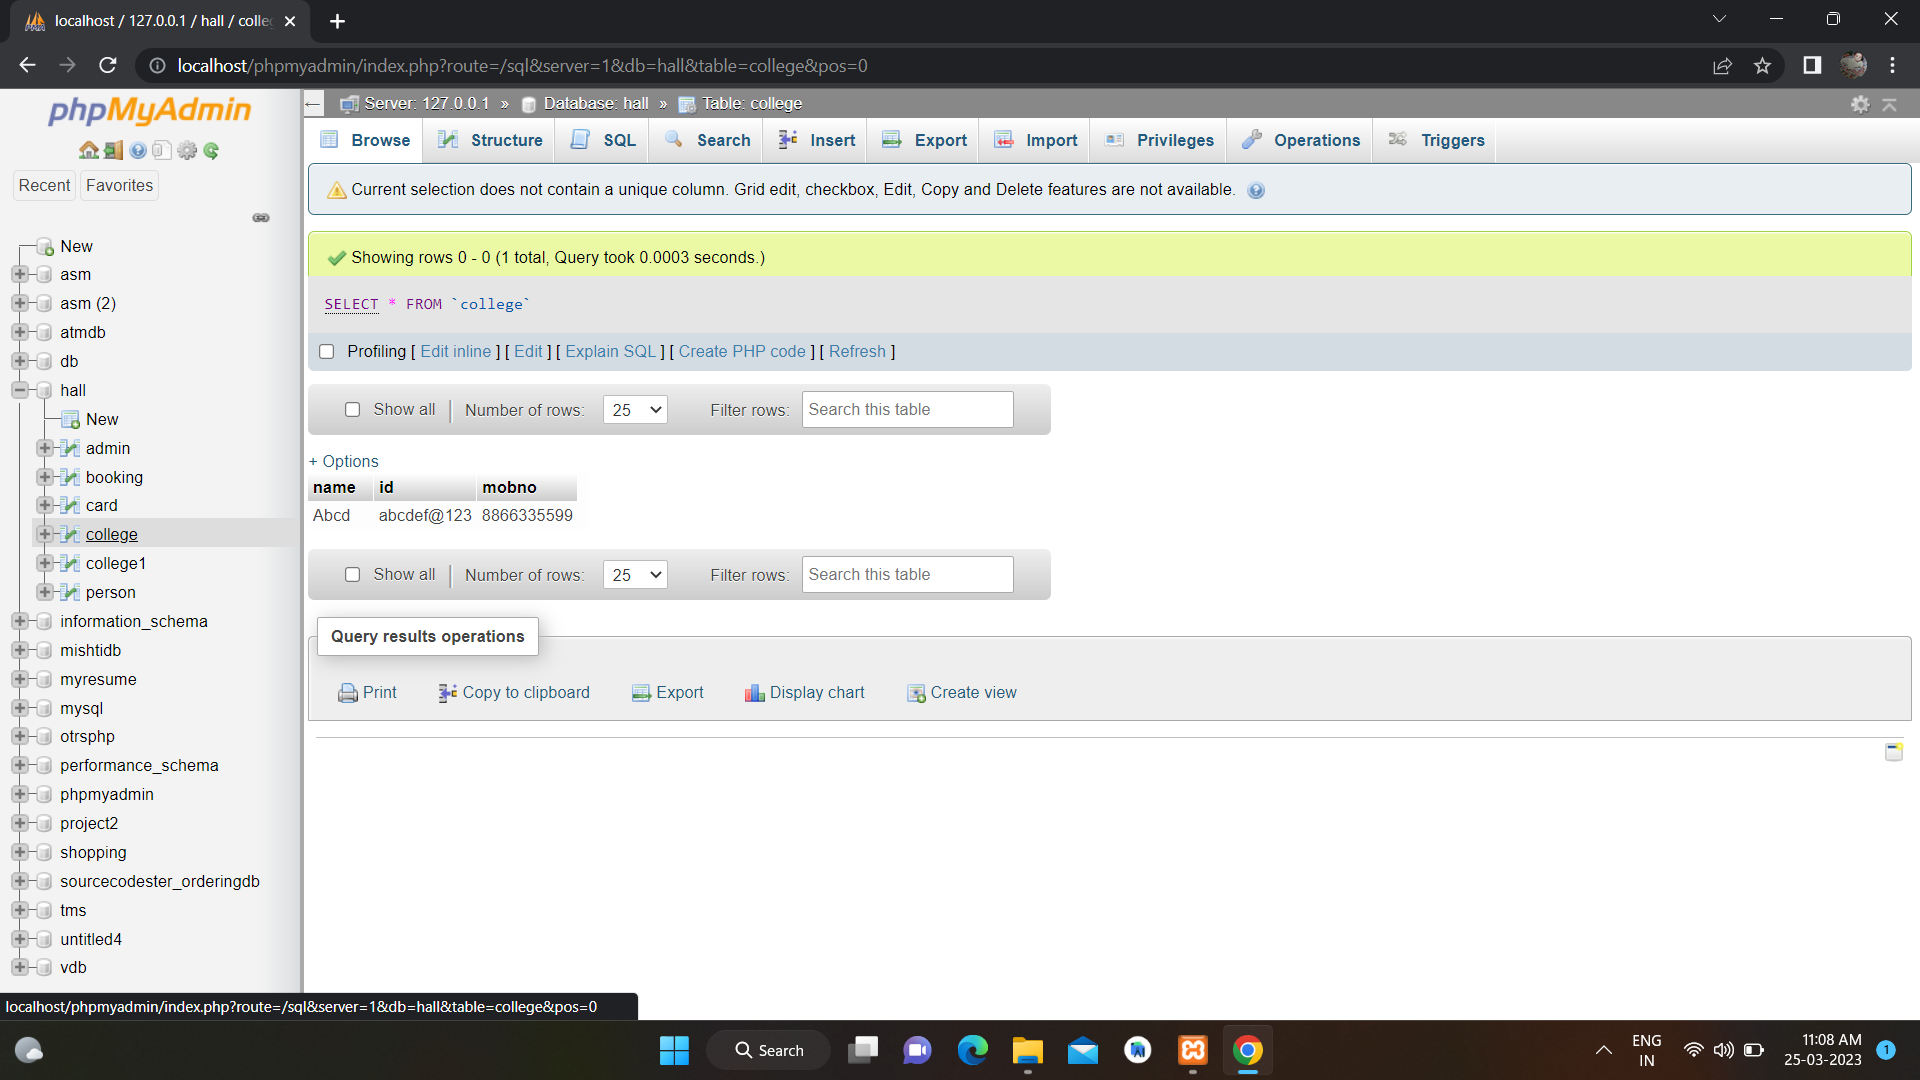 localhost / 127.0.0.1 / hall / colle
localhost/phpmyadmin/index.php?route=/sql&server=1&db=hall&table=college&pos=0
phpMyAdmin
Recent
Favorites
New
asm
asm (2)
atmdb
db
hall
New
admin
booking
card
college
college1
person
information_schema
mishtidb
myresume
mysql
otrsphp
performance_schema
phpmyadmin
project2
shopping
sourcecodester_orderingdb
tms
untitled4
vdb
Server: 127.0.0.1 » Database: hall » Table: college
Browse Structure SQL Search Insert Export Import Privileges Operations Triggers
Current selection does not contain a unique column. Grid edit, checkbox, Edit, Copy and Delete features are not available.
Showing rows 0 - 0 (1 total, Query took 0.0003 seconds.)
SELECT * FROM `college`
Profiling [ Edit inline ] [ Edit ] [ Explain SQL ] [ Create PHP code ] [ Refresh ]
Show all | Number of rows: 25 Filter rows: Search this table
+ Options
name id mobno
Abcd abcdef@123 8866335599
Show all | Number of rows: 25 Filter rows: Search this table
Query results operations
Print Copy to clipboard Export Display chart Create view
localhost/phpmyadmin/index.php?route=/sql&server=1&db=hall&table=college&pos=0
Search
ENG
IN
11:08 AM
25-03-2023
1